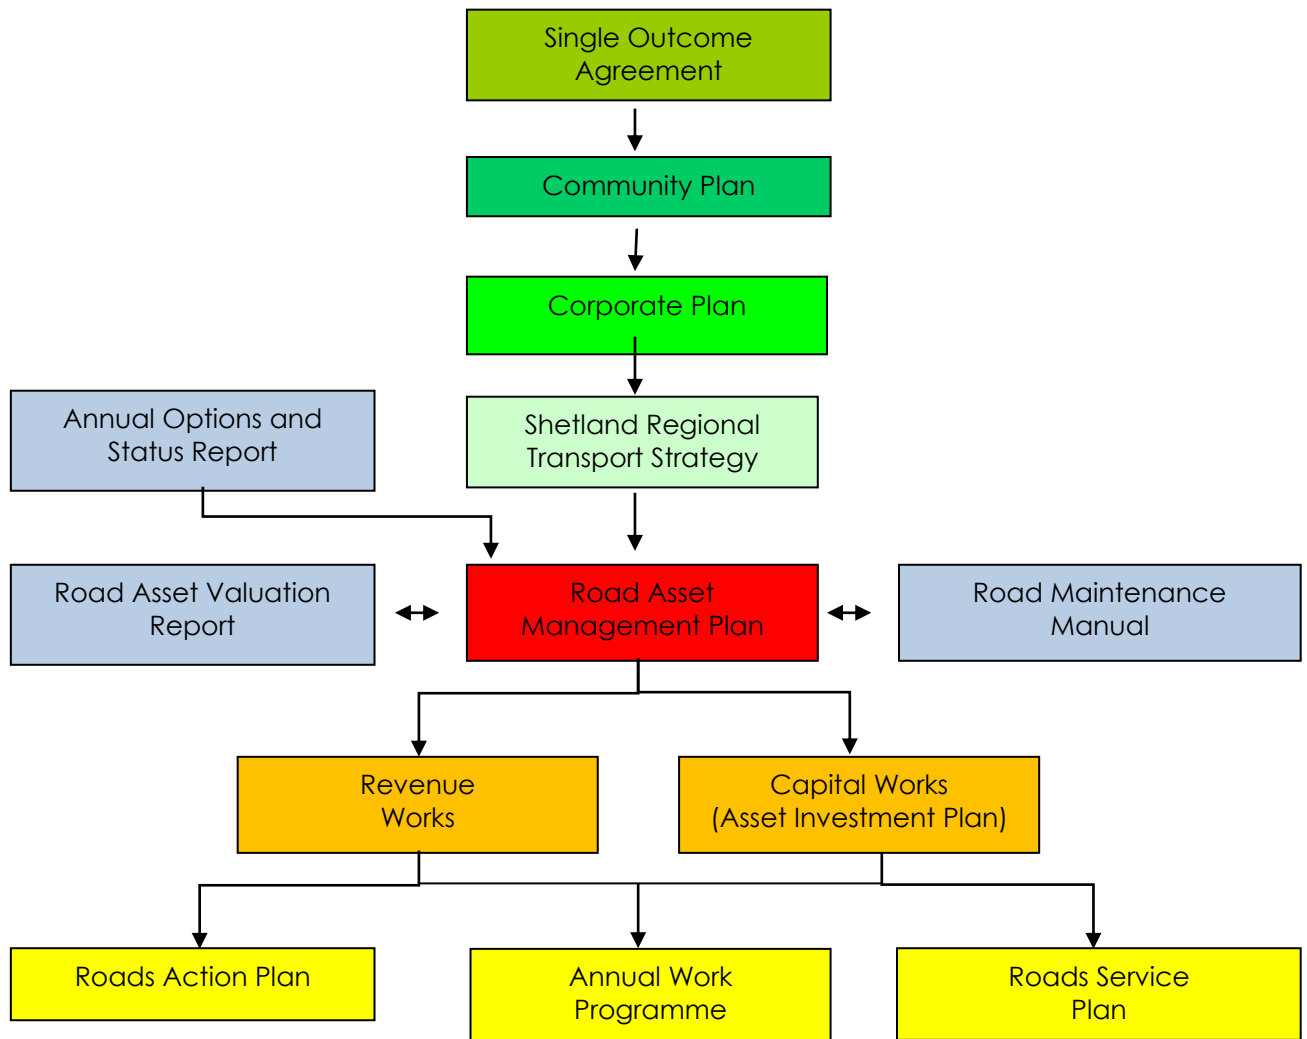 Single Outcome
Agreement
Community Plan
Corporate Plan
Annual Options and
Status Report
Shetland Regional
Transport Strategy
Road Asset Valuation
Report
Road Asset
Management Plan
Road Maintenance
Manual
Revenue
Works
Capital Works
(Asset Investment Plan)
Roads Action Plan
Annual Work
Programme
Roads Service
Plan